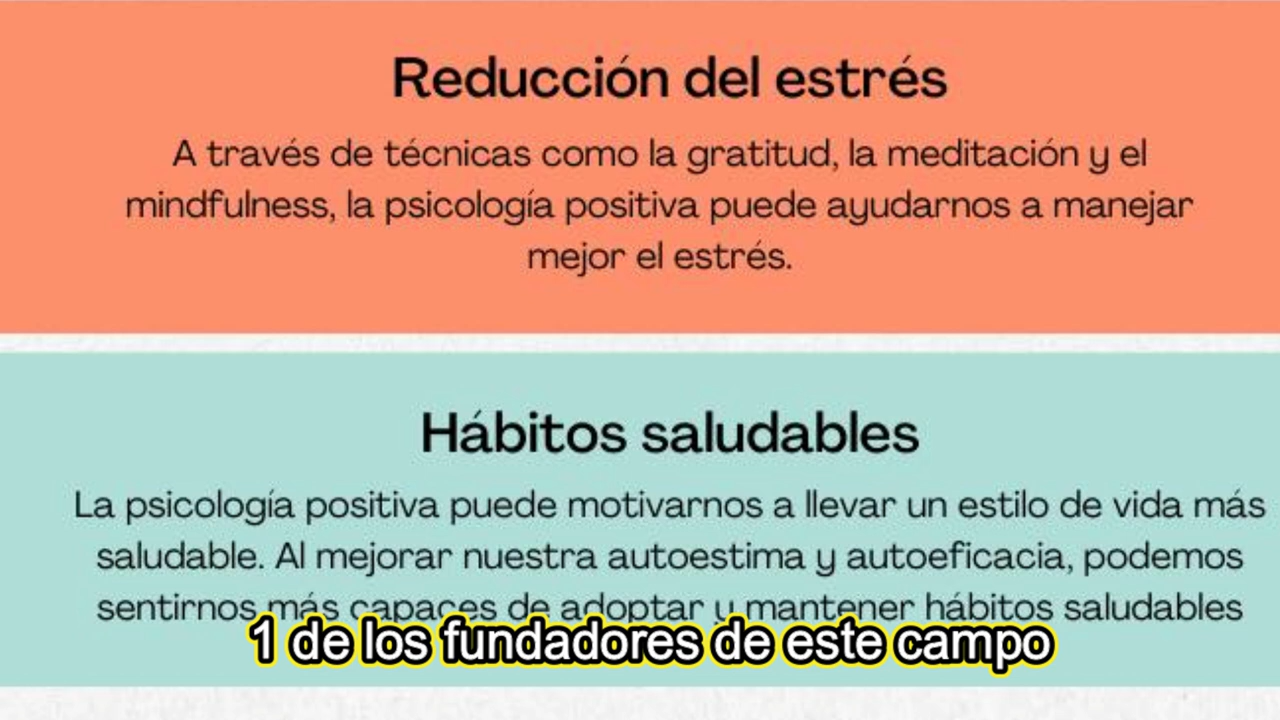 Reducción del estrés
A través de técnicas como la gratitud, la meditación y el
mindfulness, la psicología positiva puede ayudarnos a manejar
mejor el estrés.
Hábitos saludables
La psicología positiva puede motivarnos a llevar un estilo de vida más
saludable. Al mejorar nuestra autoestima y autoeficacia, podemos
sentirnos más capaces de adoptar y mantener hábitos saludables
1 de los fundadores de este campo